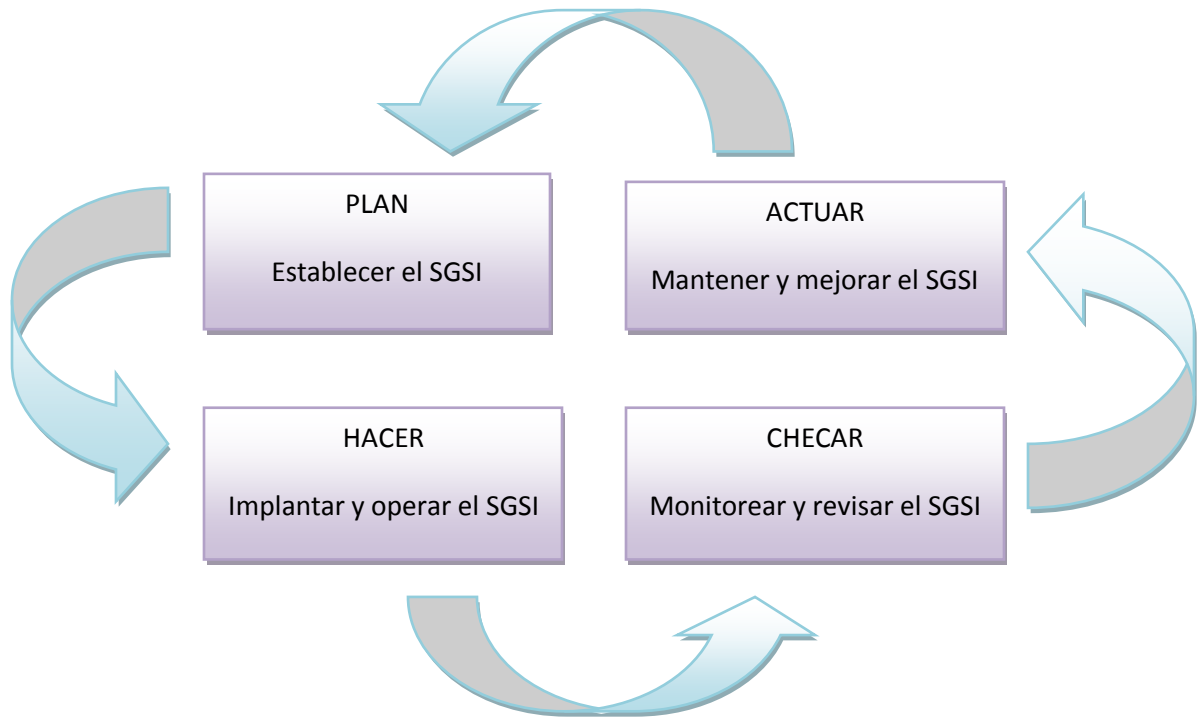 PLAN
Establecer el SGSI
ACTUAR
Mantener y mejorar el SGSI
HACER
Implantar y operar el SGSI
CHECAR
Monitorear y revisar el SGSI